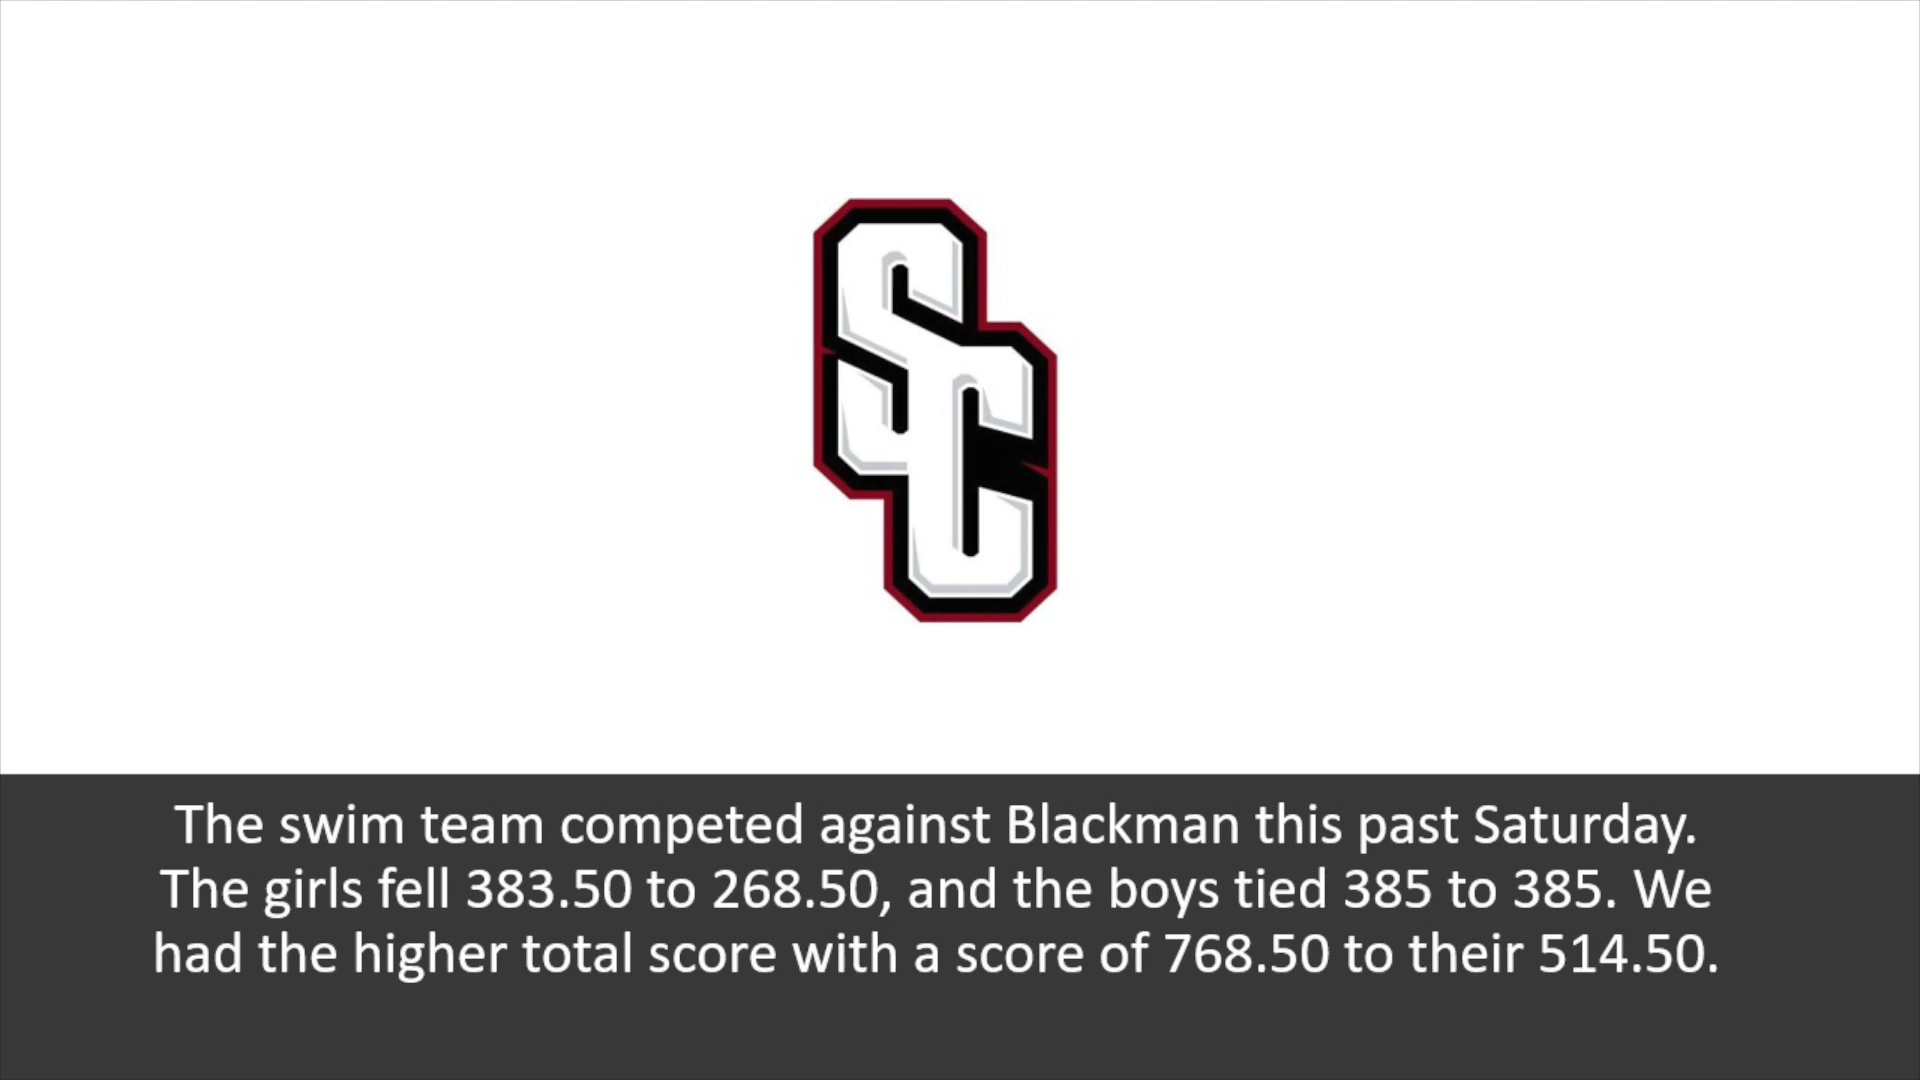 SC
The swim team competed against Blackman this past Saturday.
The girls fell 383.50 to 268.50, and the boys tied 385 to 385. We
had the higher total score with a score of 768.50 to their 514.50.